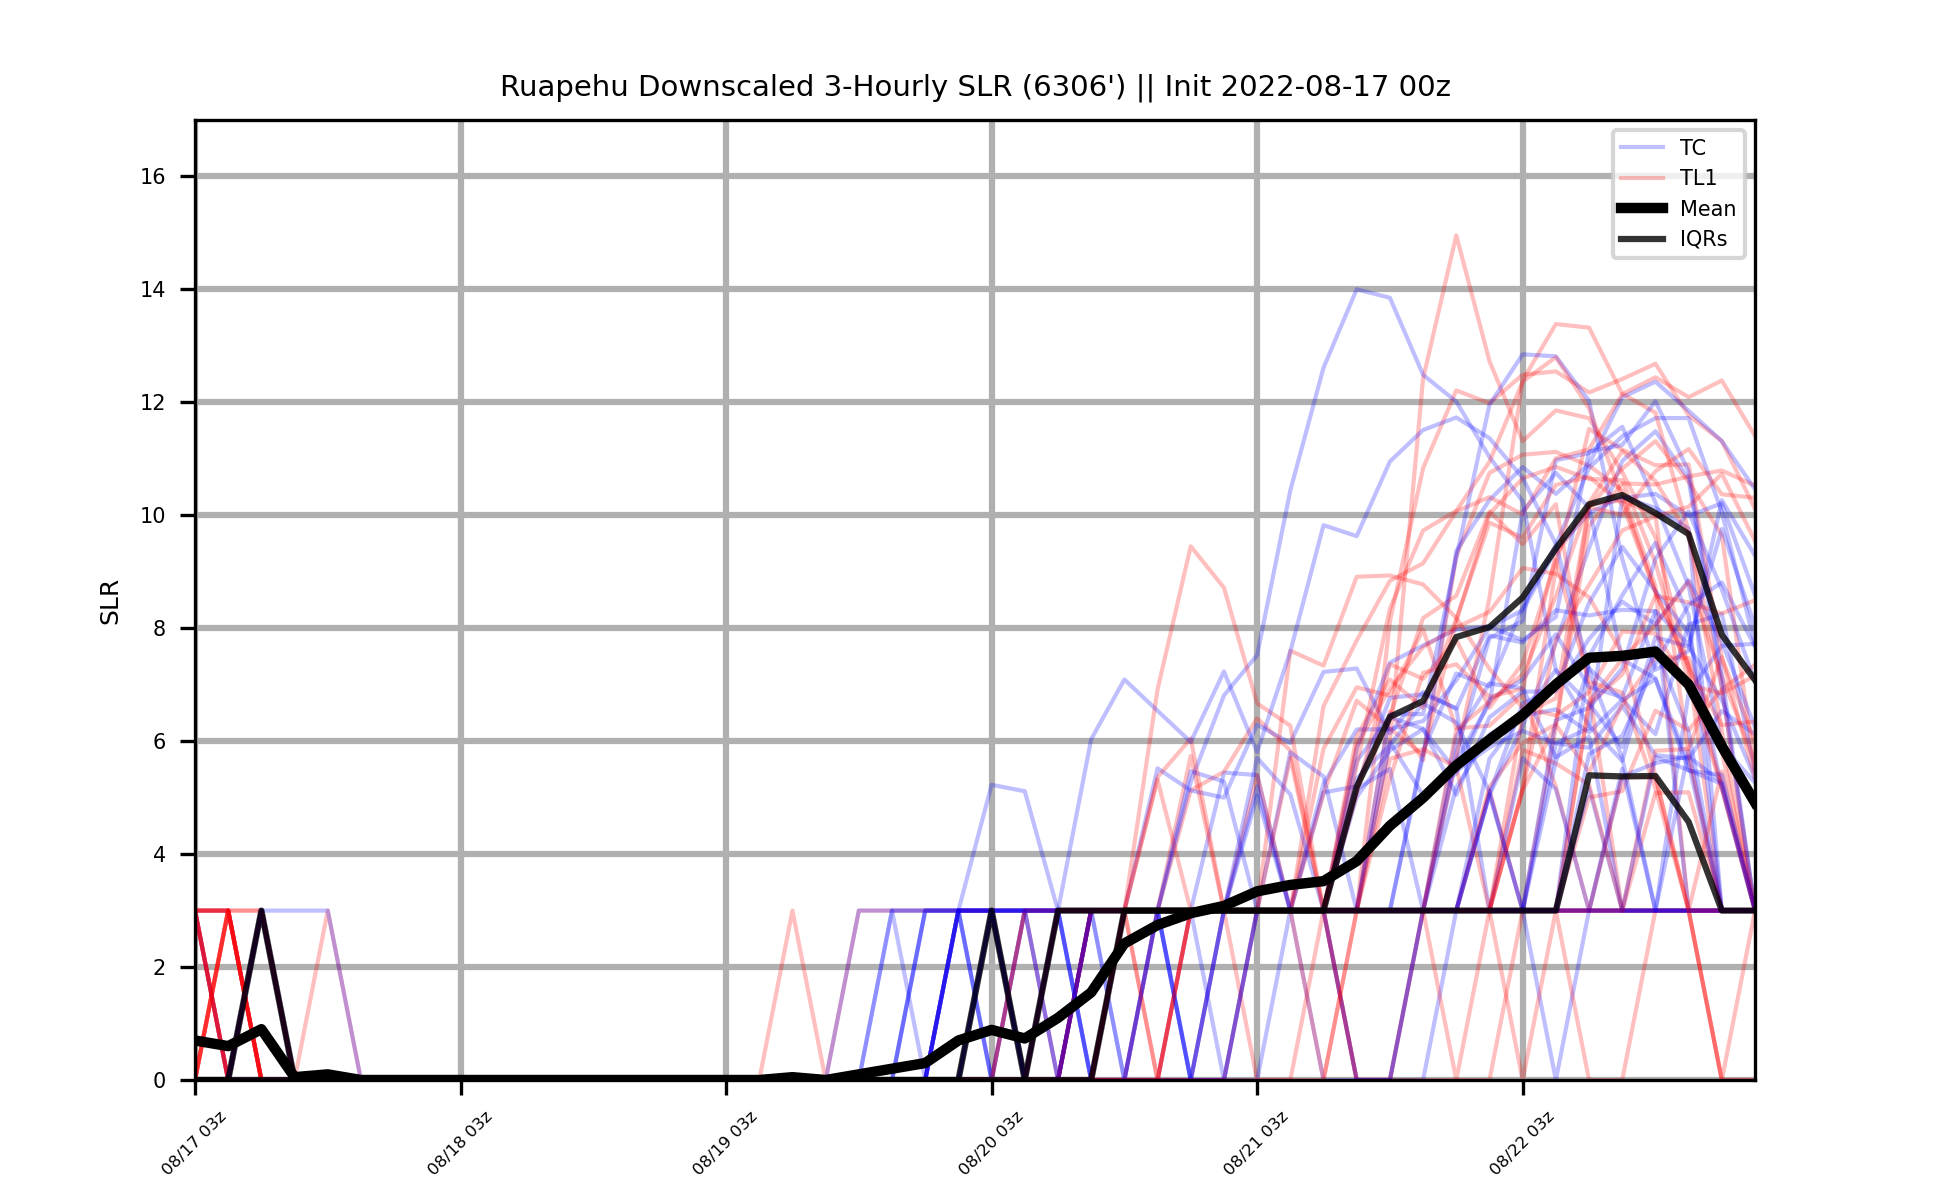 Ruapehu Downscaled 3-Hourly SLR (6306') || Init 2022-08-17 00z
TC
TL1
Mean
IQRs
SLR
16
14
12
10
8
6
4
2
0
08/17 03z
08/18 03z
08/19 03z
08/20 03z
08/21 03z
08/22 03z